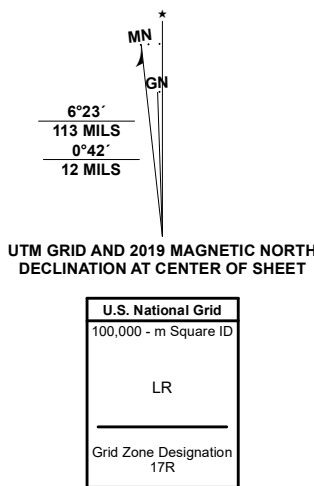 ★
MN
GN
6°23´
113 MILS
0°42´
12 MILS
UTM GRID AND 2019 MAGNETIC NORTH
DECLINATION AT CENTER OF SHEET
U.S. National Grid
100,000 - m Square ID
LR
Grid Zone Designation
17R